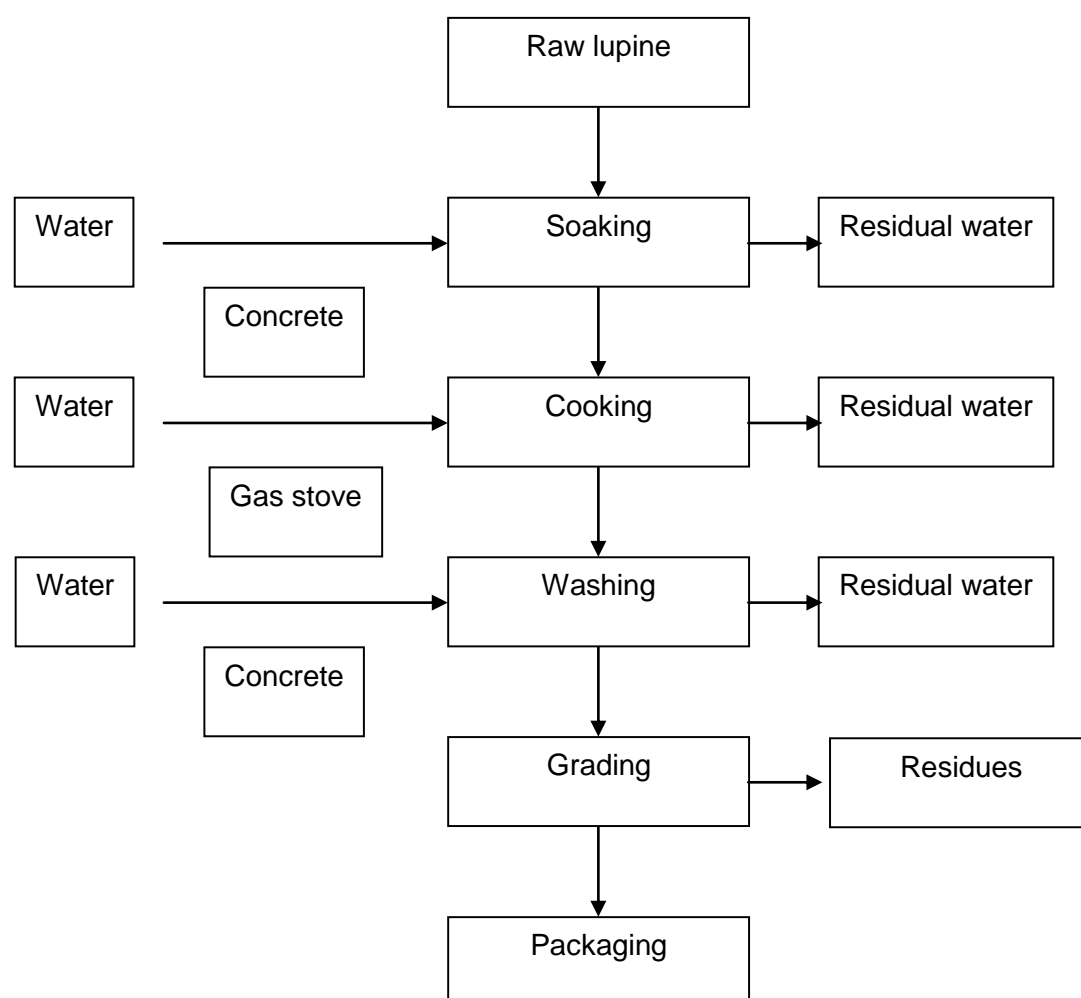 Raw lupine
Water
Soaking
Residual water
Concrete
Water
Cooking
Residual water
Gas stove
Water
Washing
Residual water
Concrete
Grading
Residues
Packaging